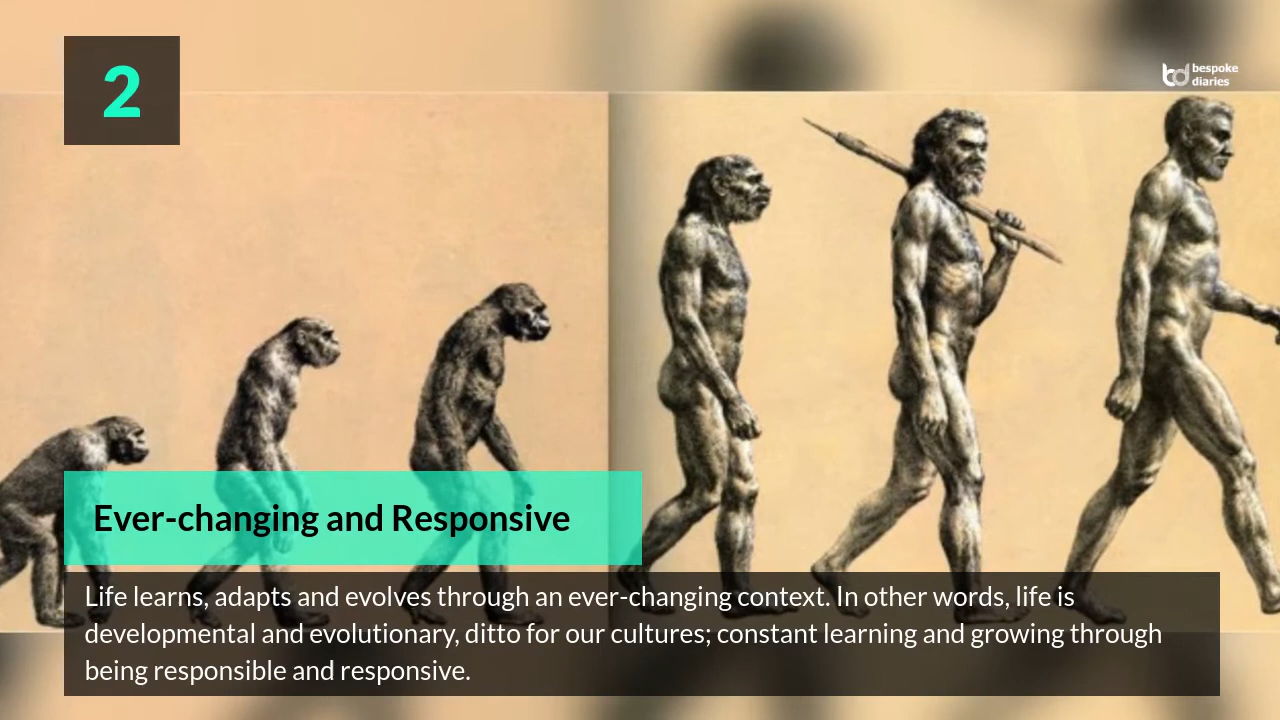 2
bespoke
diaries
Ever-changing and Responsive
Life learns, adapts and evolves through an ever-changing context. In other words, life is
developmental and evolutionary, ditto for our cultures; constant learning and growing through
being responsible and responsive.